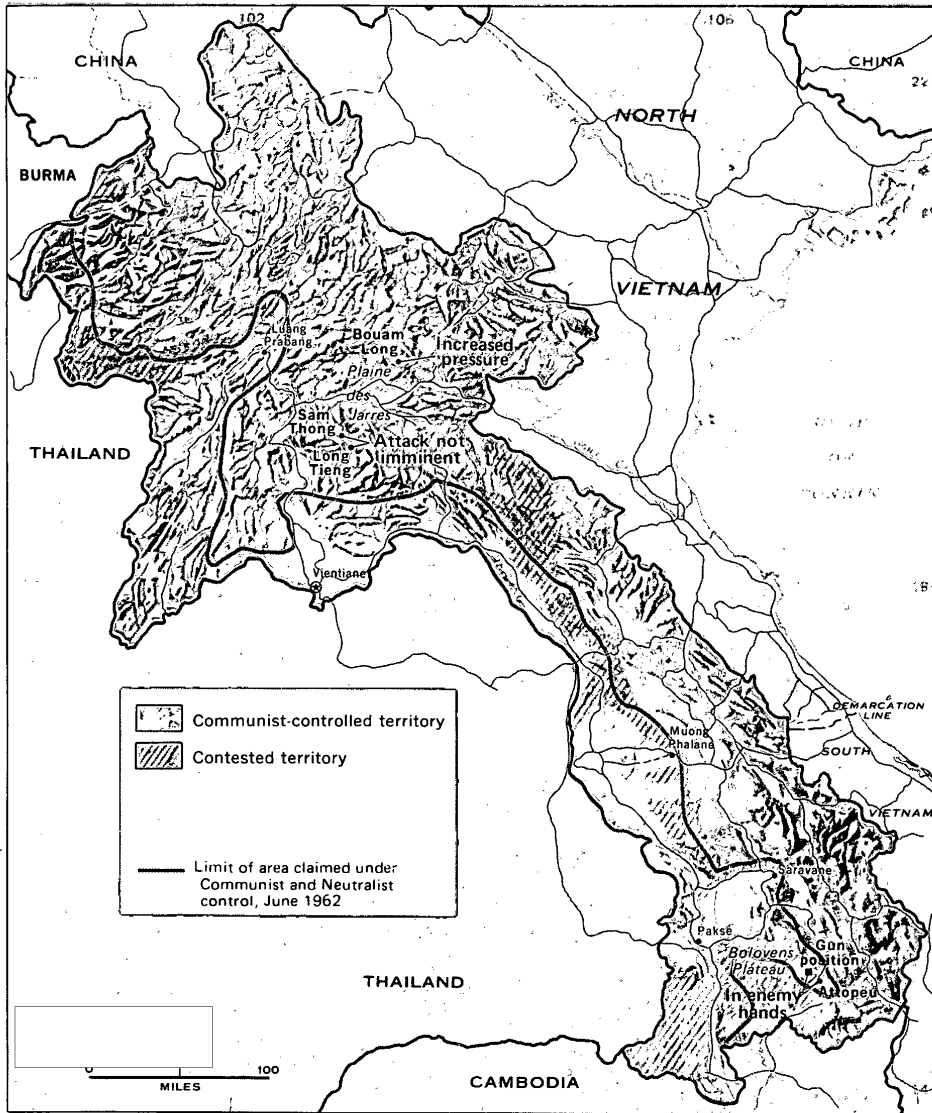 102
106
CHINA
CHINA
NORTH
BURMA
VIETNAM
Luang
Prabang
Bouam
Long
Increased
pressure
Plaine
des
Jarres
Sam
Thong
Attack not
imminent
Long
Tieng
THAILAND
Vientiane
Communist-controlled territory
Contested territory
Limit of area claimed under
Communist and Neutralist
control, June 1962
DEMARCATION
LINE
Muong
Phalane
SOUTH
VIETNAM
Saravane
Pakse
Gun
position
Bolovens
Plateau
Attopeu
In enemy
hands
THAILAND
0 100
MILES
CAMBODIA